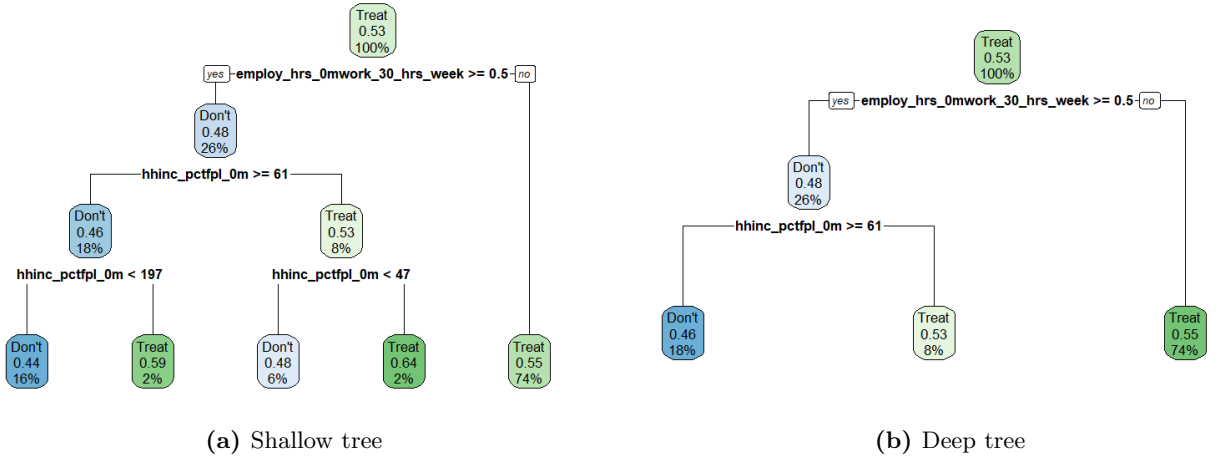 Treat
0.53
100%
yes employ_hrs_0mwork_30_hrs_week >= 0.5 no
Don't
0.48
26%
hhinc_pctfpl_0m >= 61
Don't
0.46
18%
Treat
0.53
8%
hhinc_pctfpl_0m < 197
hhinc_pctfpl_0m < 47
Don't
0.44
16%
Treat
0.59
2%
Don't
0.48
6%
Treat
0.64
2%
Treat
0.55
74%
(a) Shallow tree
Treat
0.53
100%
yes employ_hrs_0mwork_30_hrs_week >= 0.5 no
Don't
0.48
26%
hhinc_pctfpl_0m >= 61
Don't
0.46
18%
Treat
0.53
8%
Treat
0.55
74%
(b) Deep tree